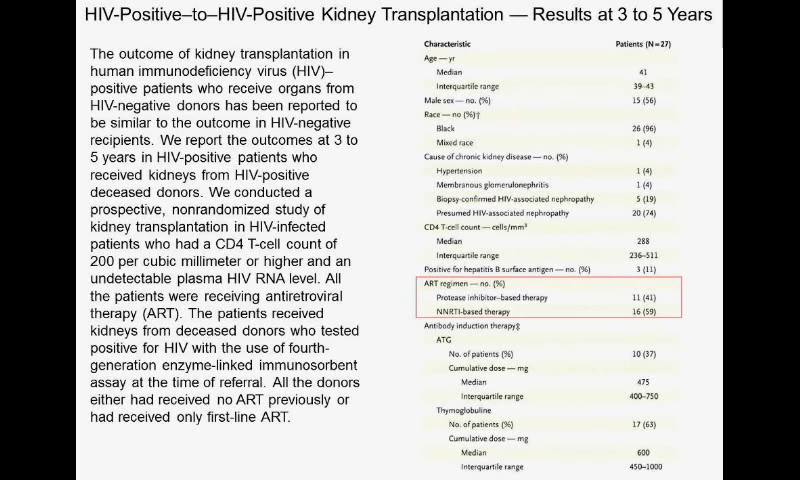 HIV-Positive–to–HIV-Positive Kidney Transplantation — Results at 3 to 5 Years
The outcome of kidney transplantation in
human immunodeficiency virus (HIV)–
positive patients who receive organs from
HIV-negative donors has been reported to
be similar to the outcome in HIV-negative
recipients. We report the outcomes at 3 to
5 years in HIV-positive patients who
received kidneys from HIV-positive
deceased donors. We conducted a
prospective, nonrandomized study of
kidney transplantation in HIV-infected
patients who had a CD4 T-cell count of
200 per cubic millimeter or higher and an
undetectable plasma HIV RNA level. All
the patients were receiving antiretroviral
therapy (ART). The patients received
kidneys from deceased donors who tested
positive for HIV with the use of fourth-
generation enzyme-linked immunosorbent
assay at the time of referral. All the donors
either had received no ART previously or
had received only first-line ART.
Characteristic Patients (N=27)
Age — yr
Median 41
Interquartile range 39–43
Male sex — no. (%) 15 (56)
Race — no (%)†
Black 26 (96)
Mixed race 1 (4)
Cause of chronic kidney disease — no. (%)
Hypertension 1 (4)
Membranous glomerulonephritis 1 (4)
Biopsy-confirmed HIV-associated nephropathy 5 (19)
Presumed HIV-associated nephropathy 20 (74)
CD4 T-cell count — cells/mm³
Median 288
Interquartile range 236–511
Positive for hepatitis B surface antigen — no. (%) 3 (11)
ART regimen — no. (%)
Protease inhibitor–based therapy 11 (41)
NNRTI-based therapy 16 (59)
Antibody induction therapy‡
ATG
No. of patients (%) 10 (37)
Cumulative dose — mg
Median 475
Interquartile range 400–750
Thymoglobuline
No. of patients (%) 17 (63)
Cumulative dose — mg
Median 600
Interquartile range 450–1000